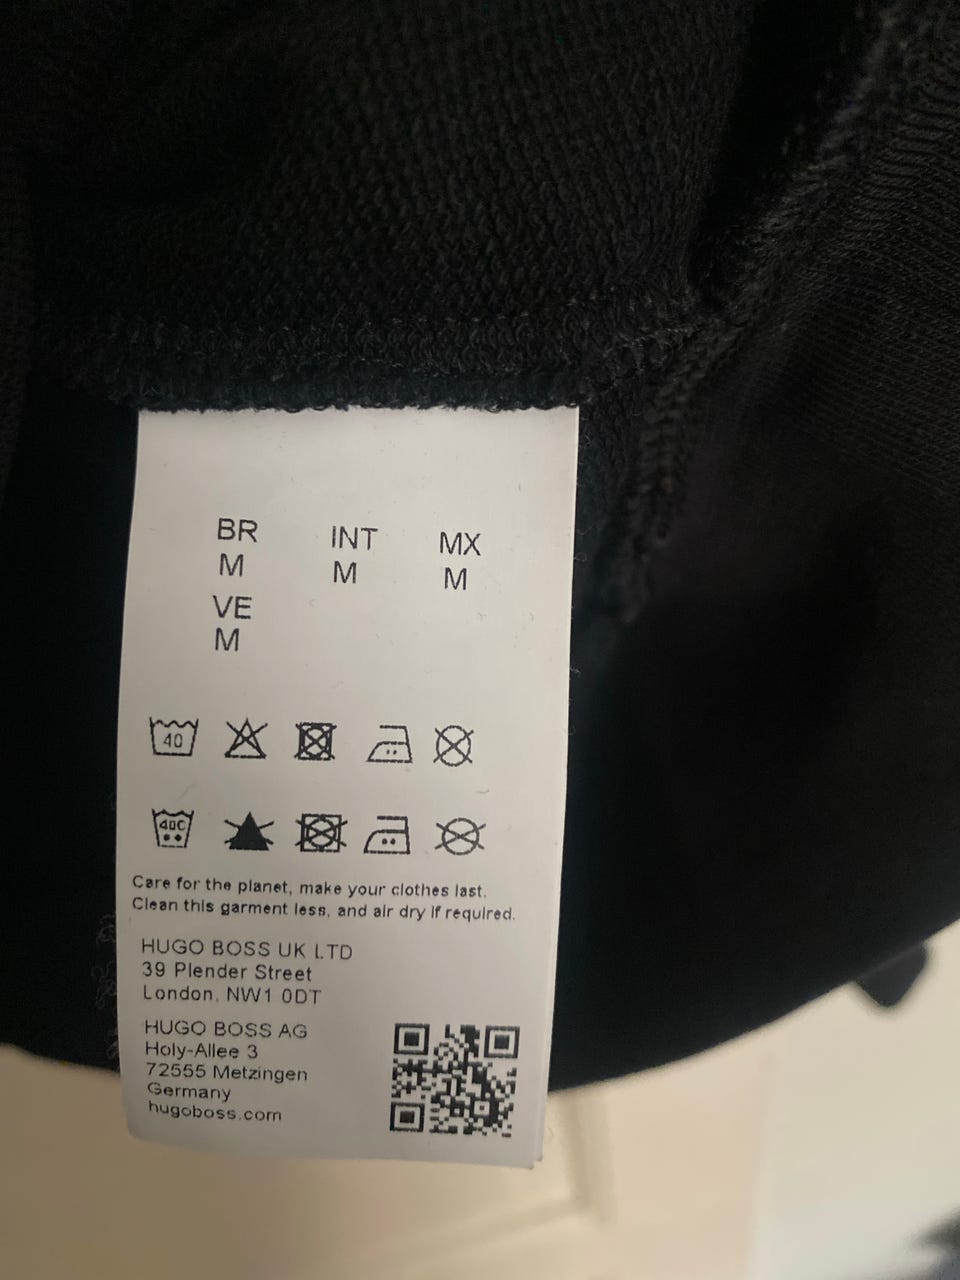 BR INT MX
M M M
VE
M
40
40C
Care for the planet, make your clothes last.
Clean this garment less, and air dry if required.
HUGO BOSS UK LTD
39 Plender Street
London, NW1 0DT
HUGO BOSS AG
Holy-Allee 3
72555 Metzingen
Germany
hugoboss.com